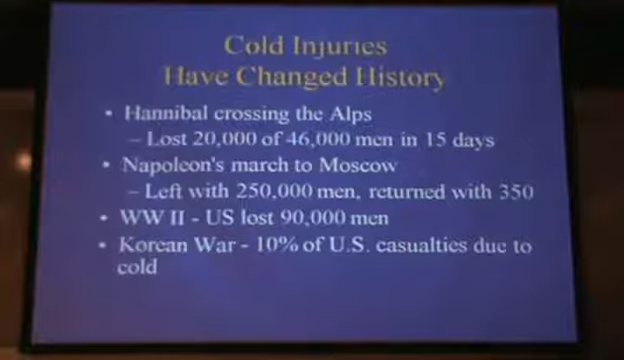 Cold Injuries
Have Changed History
• Hannibal crossing the Alps
– Lost 20,000 of 46,000 men in 15 days
• Napoleon's march to Moscow
– Left with 250,000 men, returned with 350
• WW II - US lost 90,000 men
• Korean War - 10% of U.S. casualties due to
cold